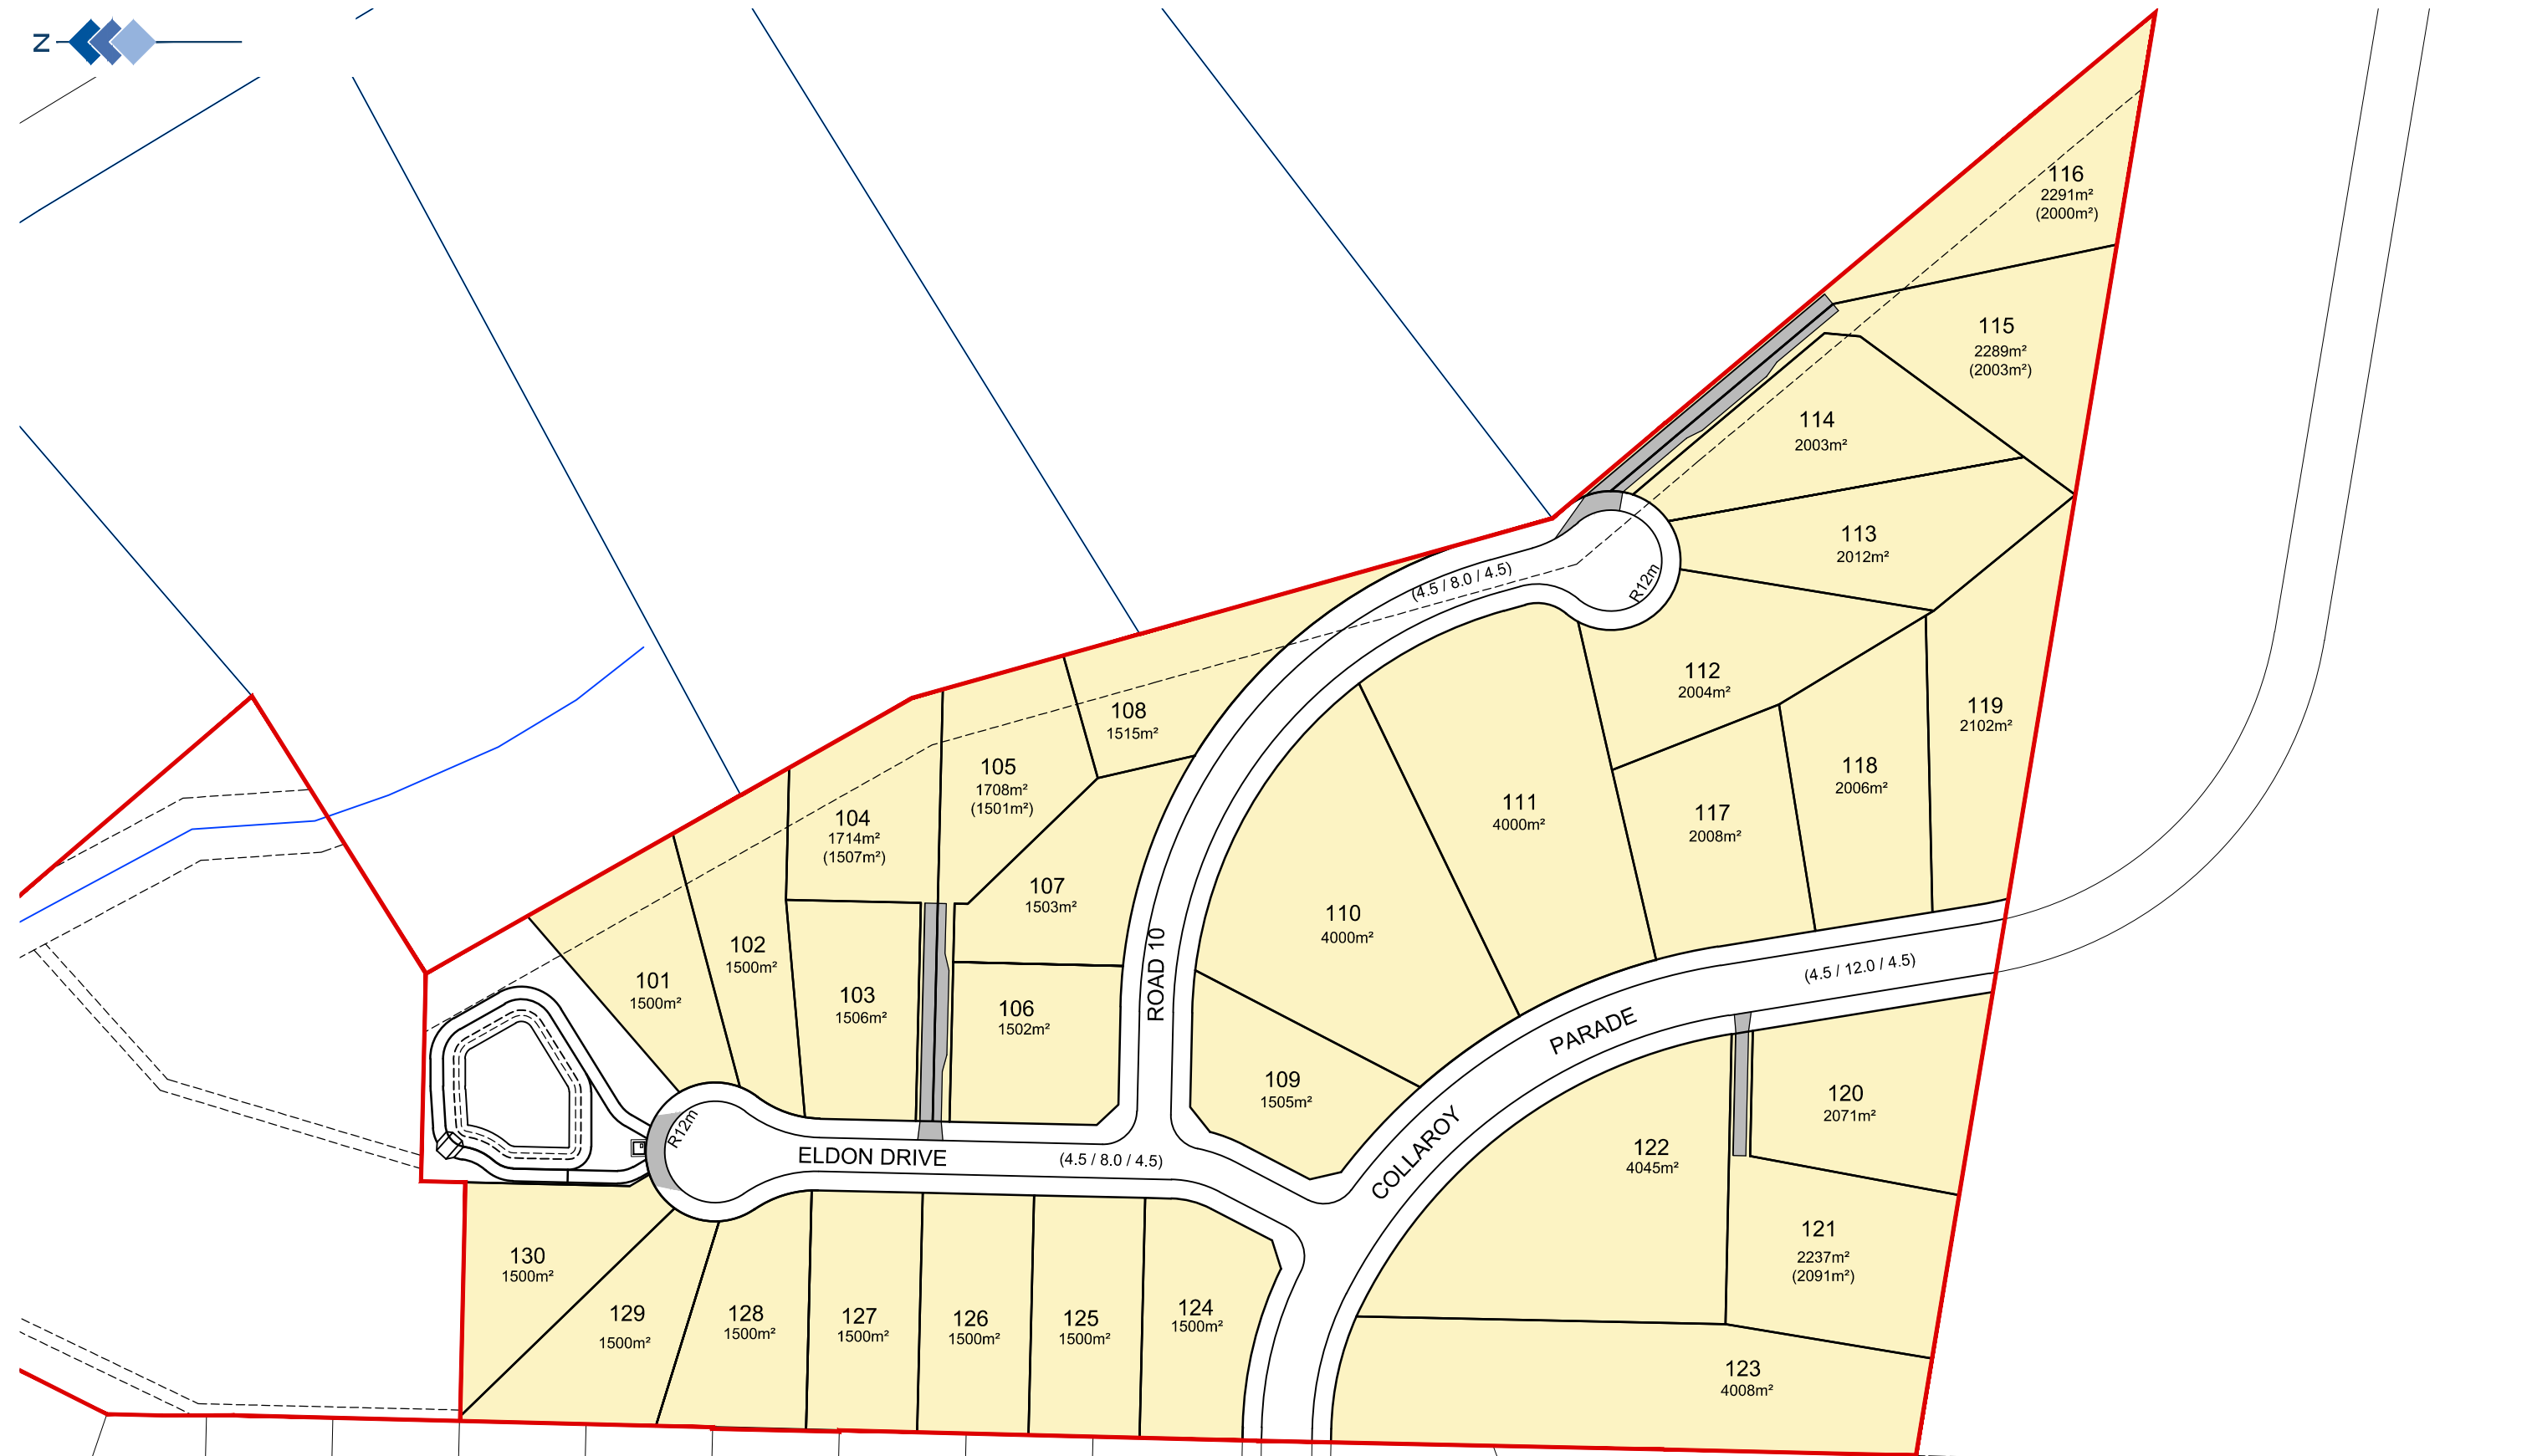 Z
116
2291m²
(2000m²)
115
2289m²
(2003m²)
114
2003m²
113
2012m²
(4.5 / 8.0 / 4.5)
R12m
112
2004m²
119
2102m²
108
1515m²
105
1708m²
(1501m²)
118
2006m²
111
4000m²
117
2008m²
104
1714m²
(1507m²)
107
1503m²
110
4000m²
102
1500m²
101
1500m²
103
1506m²
106
1502m²
ROAD 10
(4.5 / 12.0 / 4.5)
PARADE
109
1505m²
120
2071m²
R12m
ELDON DRIVE
(4.5 / 8.0 / 4.5)
COLLAROY
122
4045m²
121
2237m²
(2091m²)
130
1500m²
129
1500m²
128
1500m²
127
1500m²
126
1500m²
125
1500m²
124
1500m²
123
4008m²